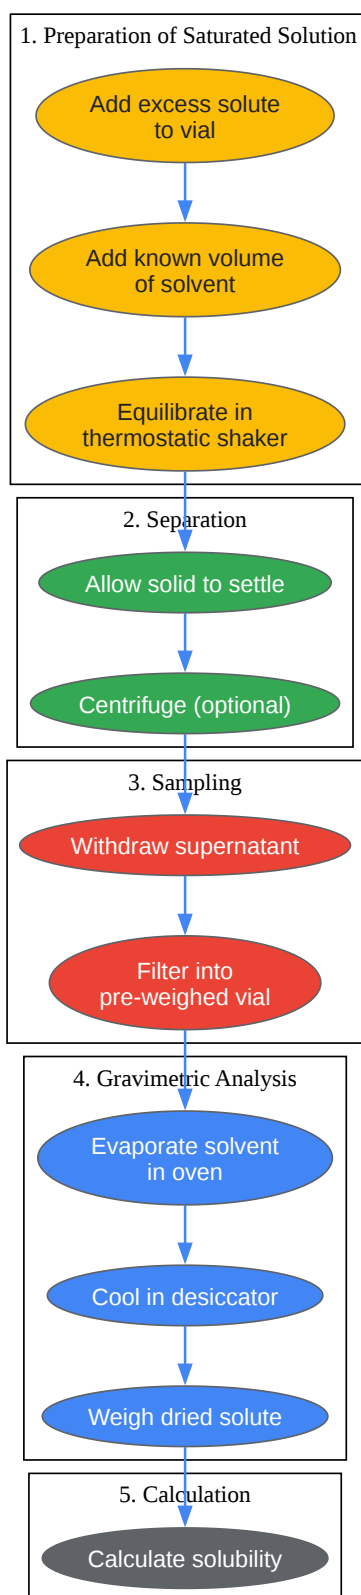 1. Preparation of Saturated Solution
Add excess solute
to vial
Add known volume
of solvent
Equilibrate in
thermostatic shaker
2. Separation
Allow solid to settle
Centrifuge (optional)
3. Sampling
Withdraw supernatant
Filter into
pre-weighed vial
4. Gravimetric Analysis
Evaporate solvent
in oven
Cool in desiccator
Weigh dried solute
5. Calculation
Calculate solubility